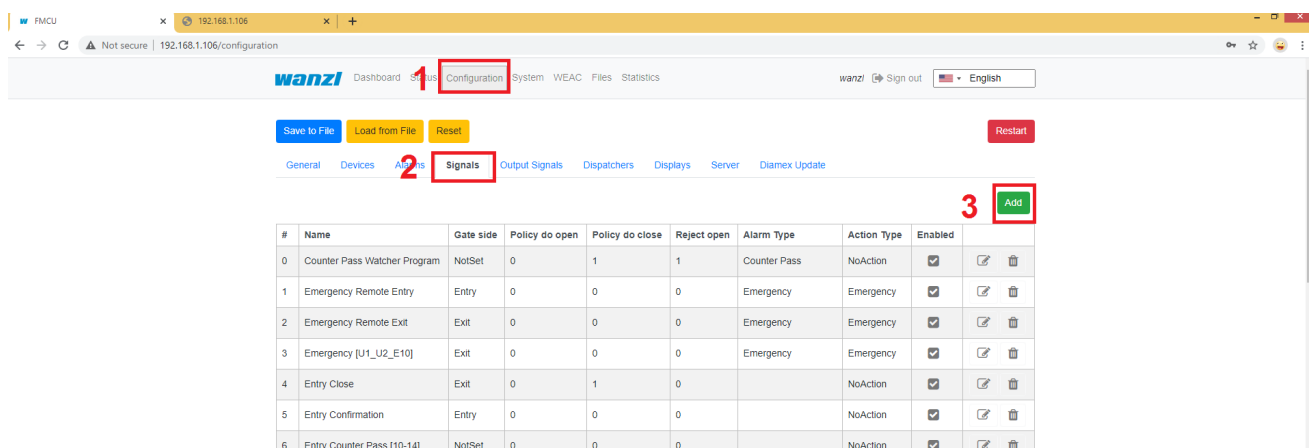 FMCU
192.168.1.106
Not secure 192.168.1.106/configuration
wanzl Dashboard Status Configuration System WEAC Files Statistics wanzl Sign out English
1
Save to File Load from File Reset Restart
General Devices Alarms Signals Output Signals Dispatchers Displays Server Diamex Update
2
3 Add
# Name Gate side Policy do open Policy do close Reject open Alarm Type Action Type Enabled
0 Counter Pass Watcher Program NotSet 0 1 1 Counter Pass NoAction
1 Emergency Remote Entry Entry 0 0 0 Emergency Emergency
2 Emergency Remote Exit Exit 0 0 0 Emergency Emergency
3 Emergency [U1_U2_E10] Exit 0 0 0 Emergency Emergency
4 Entry Close Exit 0 1 0 NoAction
5 Entry Confirmation Entry 0 0 0 NoAction
6 Entry Counter Pass [10-14] NotSet 0 0 0 NoAction